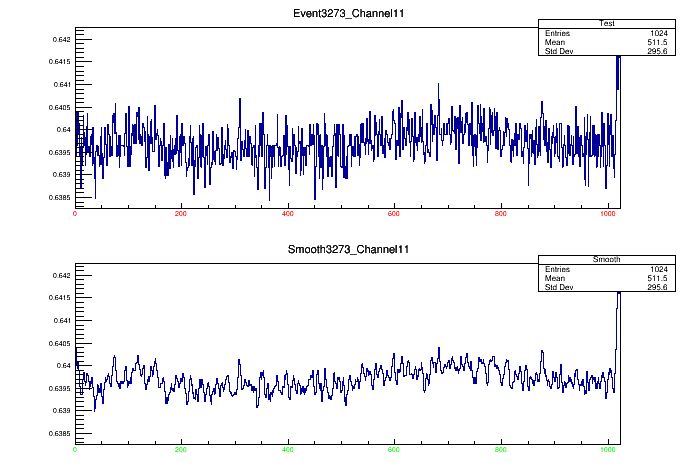 Event3273_Channel11
Test
Entries 1024
Mean 511.5
Std Dev 295.6
0.642
0.6415
0.641
0.6405
0.64
0.6395
0.639
0.6385
0 200 400 600 800 1000
Smooth3273_Channel11
Smooth
Entries 1024
Mean 511.5
Std Dev 295.6
0.642
0.6415
0.641
0.6405
0.64
0.6395
0.639
0.6385
0 200 400 600 800 1000